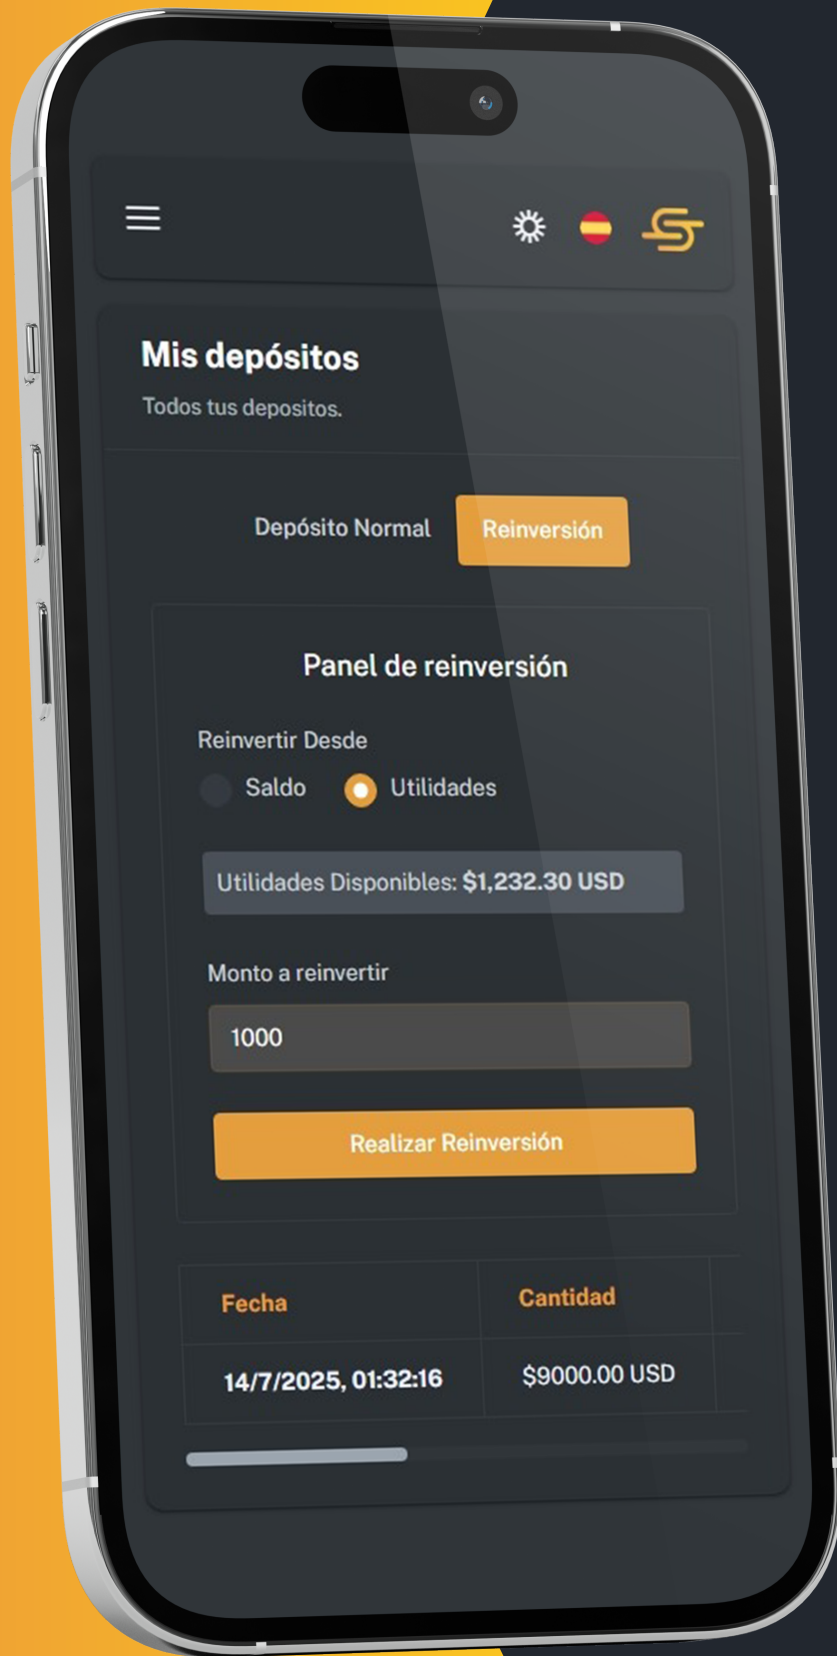 Mis depósitos
Todos tus depositos.
Depósito Normal Reinversión
Panel de reinversión
Reinvertir Desde
Saldo Utilidades
Utilidades Disponibles: $1,232.30 USD
Monto a reinvertir
1000
Realizar Reinversión
Fecha Cantidad
14/7/2025, 01:32:16 $9000.00 USD